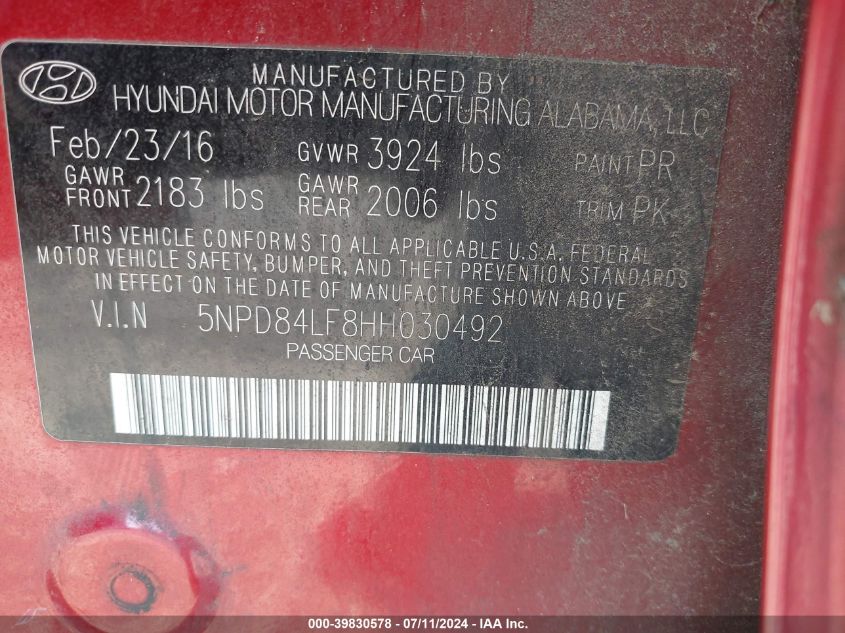 MANUFACTURED BY
HYUNDAI MOTOR MANUFACTURING ALABAMA, LLC
Feb/23/16 GVWR 3924 lbs PAINT PR
GAWR FRONT 2183 lbs GAWR REAR 2006 lbs TRIM PK
THIS VEHICLE CONFORMS TO ALL APPLICABLE U.S.A. FEDERAL
MOTOR VEHICLE SAFETY, BUMPER, AND THEFT PREVENTION STANDARDS
IN EFFECT ON THE DATE OF MANUFACTURE SHOWN ABOVE
V.I.N 5NPD84LF8HH030492
PASSENGER CAR
000-39830578 - 07/11/2024 - IAA Inc.